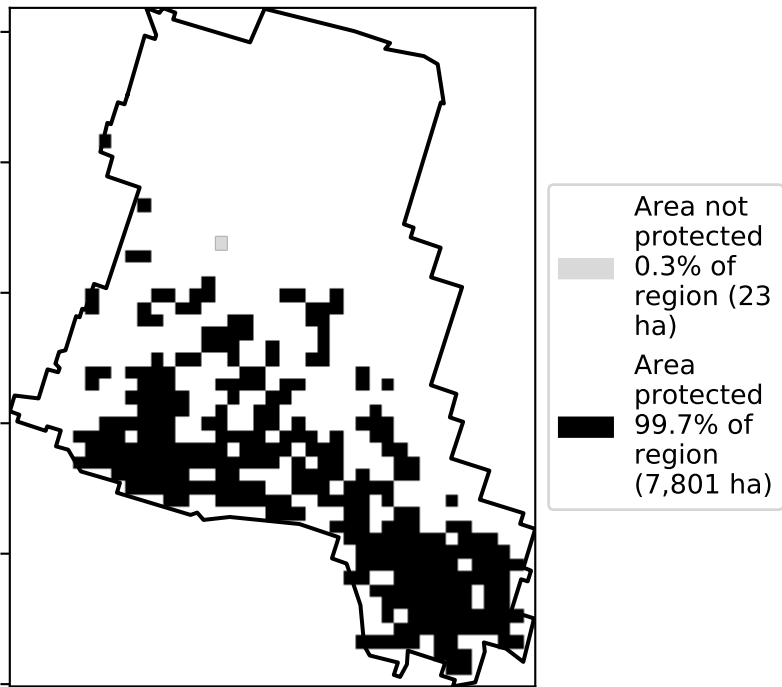 Area not
protected
0.3% of
region (23
ha)
Area
protected
99.7% of
region
(7,801 ha)